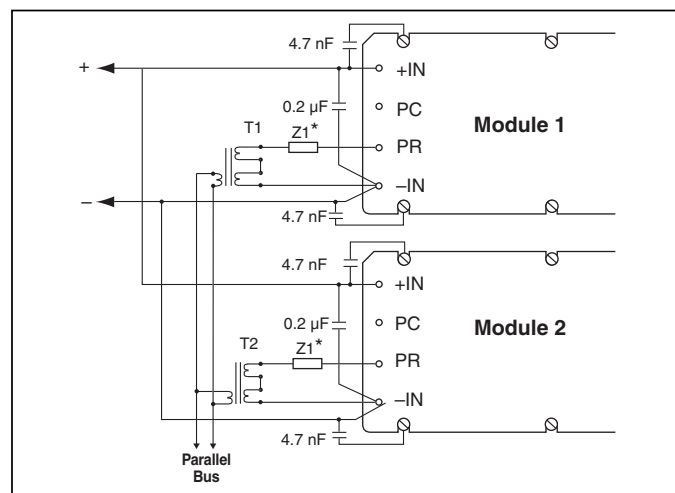 4.7 nF
+
+IN
0.2 µF
PC
T1
Z1*
Module 1
PR
–
–IN
4.7 nF
4.7 nF
+IN
0.2 µF
PC
T2
Z1*
Module 2
PR
–IN
4.7 nF
Parallel
Bus